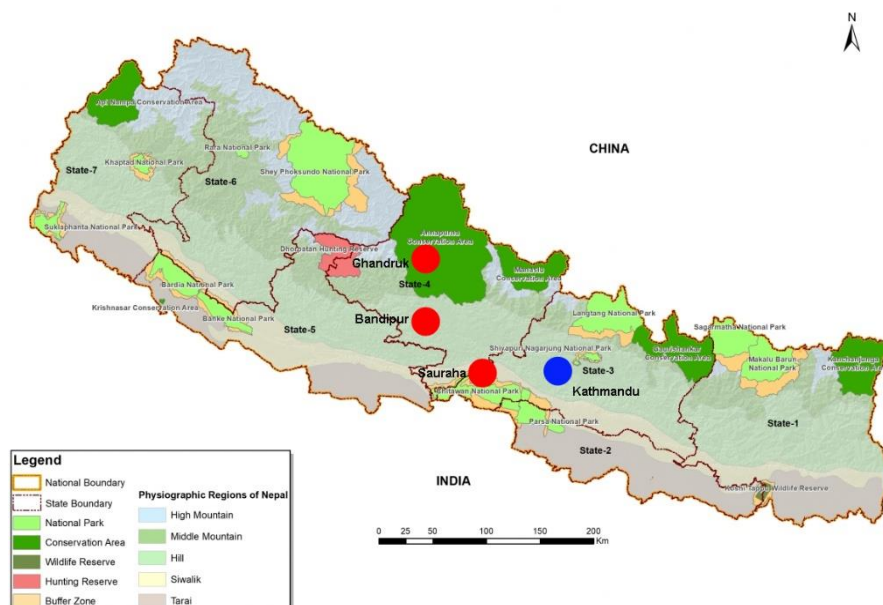 N
CHINA
Api Nampa Conservation Area
Rara National Park
Khaptad National Park
Shey Phoksundo National Park
State-7
State-6
Suklaphanta National Park
Annapurna
Conservation Area
Dhorpatan Hunting Reserve
Ghandruk
State-4
Manaslu
Conservation Area
Bardia National Park
Krishnasar Conservation Area
Banke National Park
State-5
Bandipur
Langtang National Park
Sagarmatha National Park
Shivapuri Nagarjung National Park
Gaurishankar
Conservation Area
Makalu Barun
National Park
Kanchanjunga
Conservation Area
Sauraha
State-3
Chitawan National Park
Kathmandu
Parsa National Park
State-1
State-2
INDIA
Koshi Tappu Wildlife Reserve
Legend
National Boundary
State Boundary
National Park
Conservation Area
Wildlife Reserve
Hunting Reserve
Buffer Zone
Physiographic Regions of Nepal
High Mountain
Middle Mountain
Hill
Siwalik
Tarai
0 25 50 100 150 200
Km